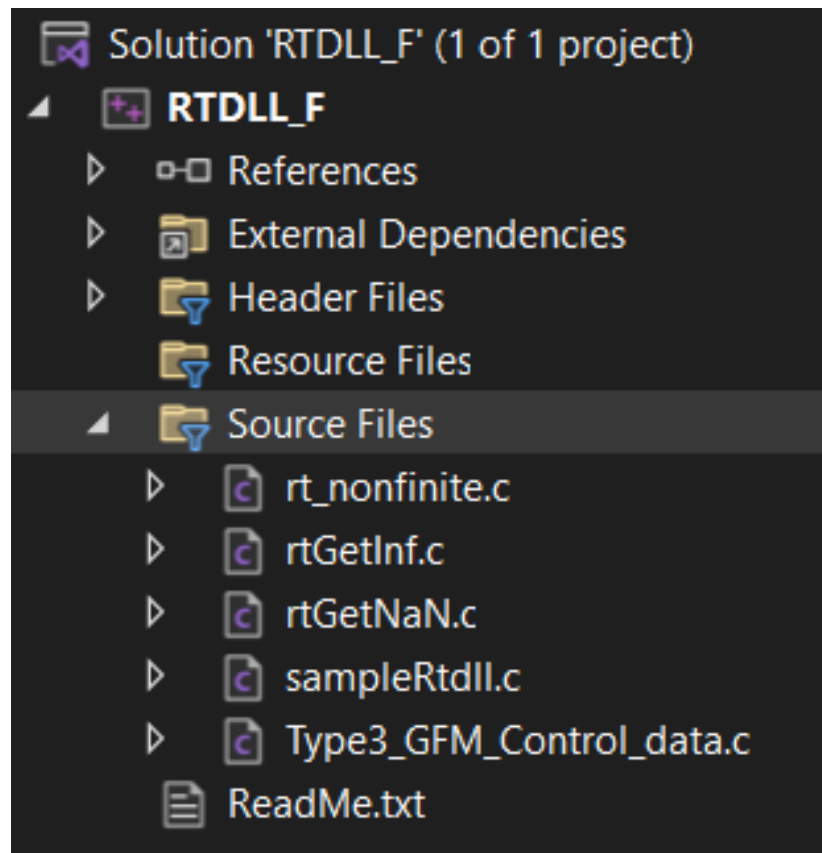 Solution 'RTDLL_F' (1 of 1 project)
RTDLL_F
References
External Dependencies
Header Files
Resource Files
Source Files
rt_nonfinite.c
rtGetInf.c
rtGetNaN.c
sampleRtdll.c
Type3_GFM_Control_data.c
ReadMe.txt